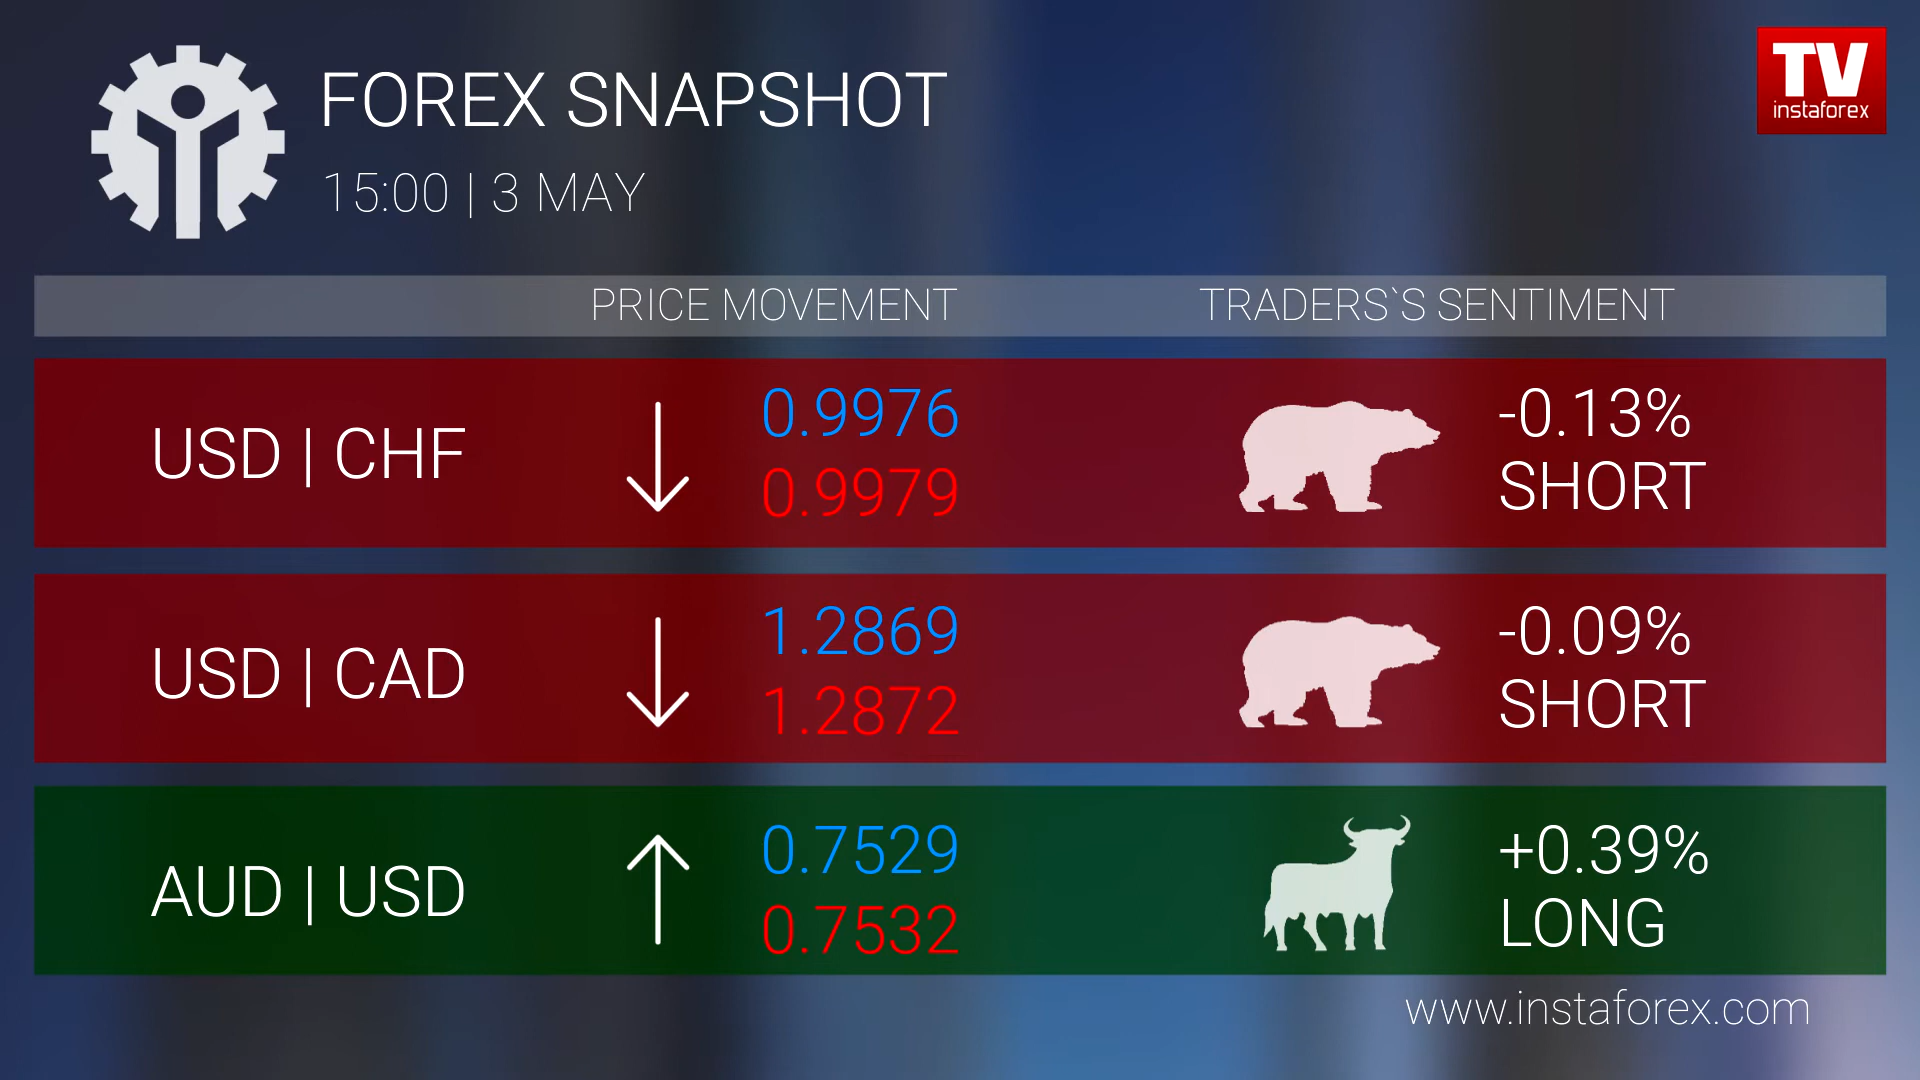 FOREX SNAPSHOT
15:00 | 3 MAY
TV
instaforex
PRICE MOVEMENT TRADERS`S SENTIMENT
USD | CHF
0.9976
0.9979
-0.13%
SHORT
USD | CAD
1.2869
1.2872
-0.09%
SHORT
AUD | USD
0.7529
0.7532
+0.39%
LONG
www.instaforex.com